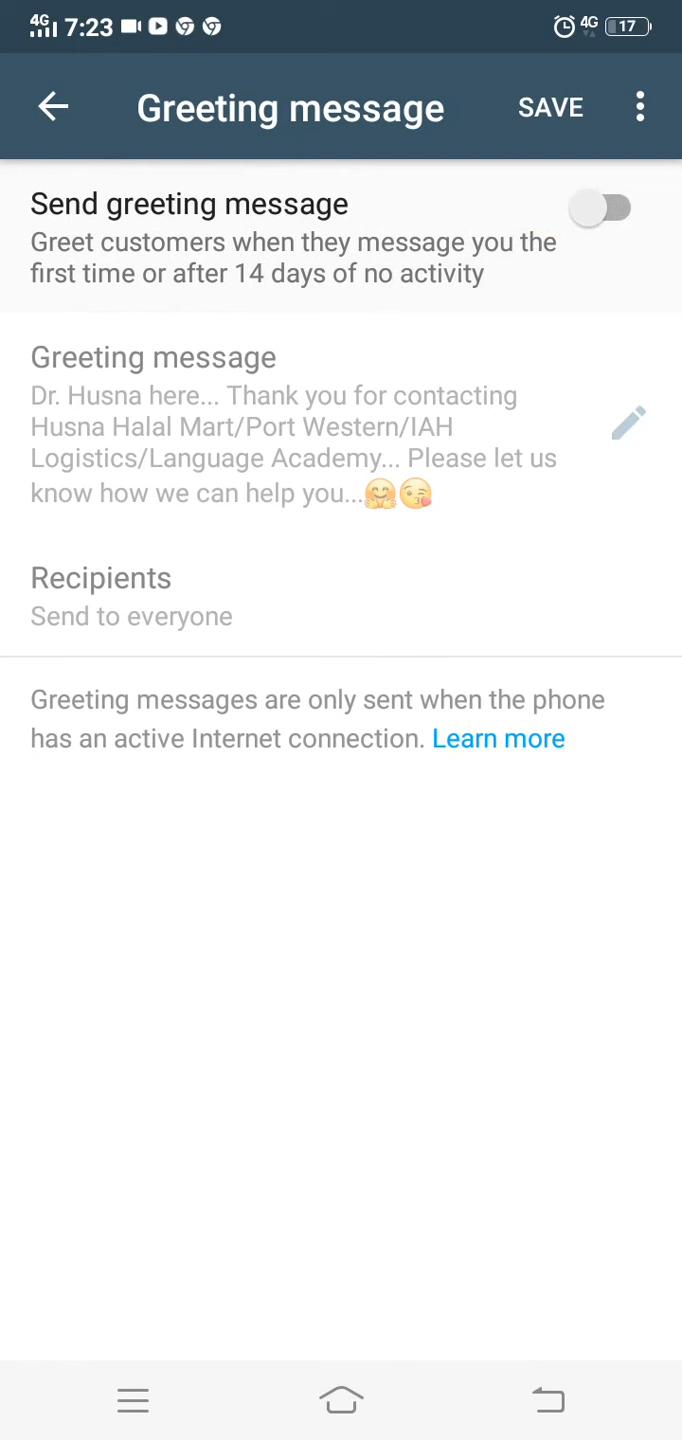 4G 7:23 4G 17
Greeting message SAVE
Send greeting message
Greet customers when they message you the
first time or after 14 days of no activity
Greeting message
Dr. Husna here... Thank you for contacting
Husna Halal Mart/Port Western/IAH
Logistics/Language Academy... Please let us
know how we can help you...🤗😘
Recipients
Send to everyone
Greeting messages are only sent when the phone
has an active Internet connection. Learn more